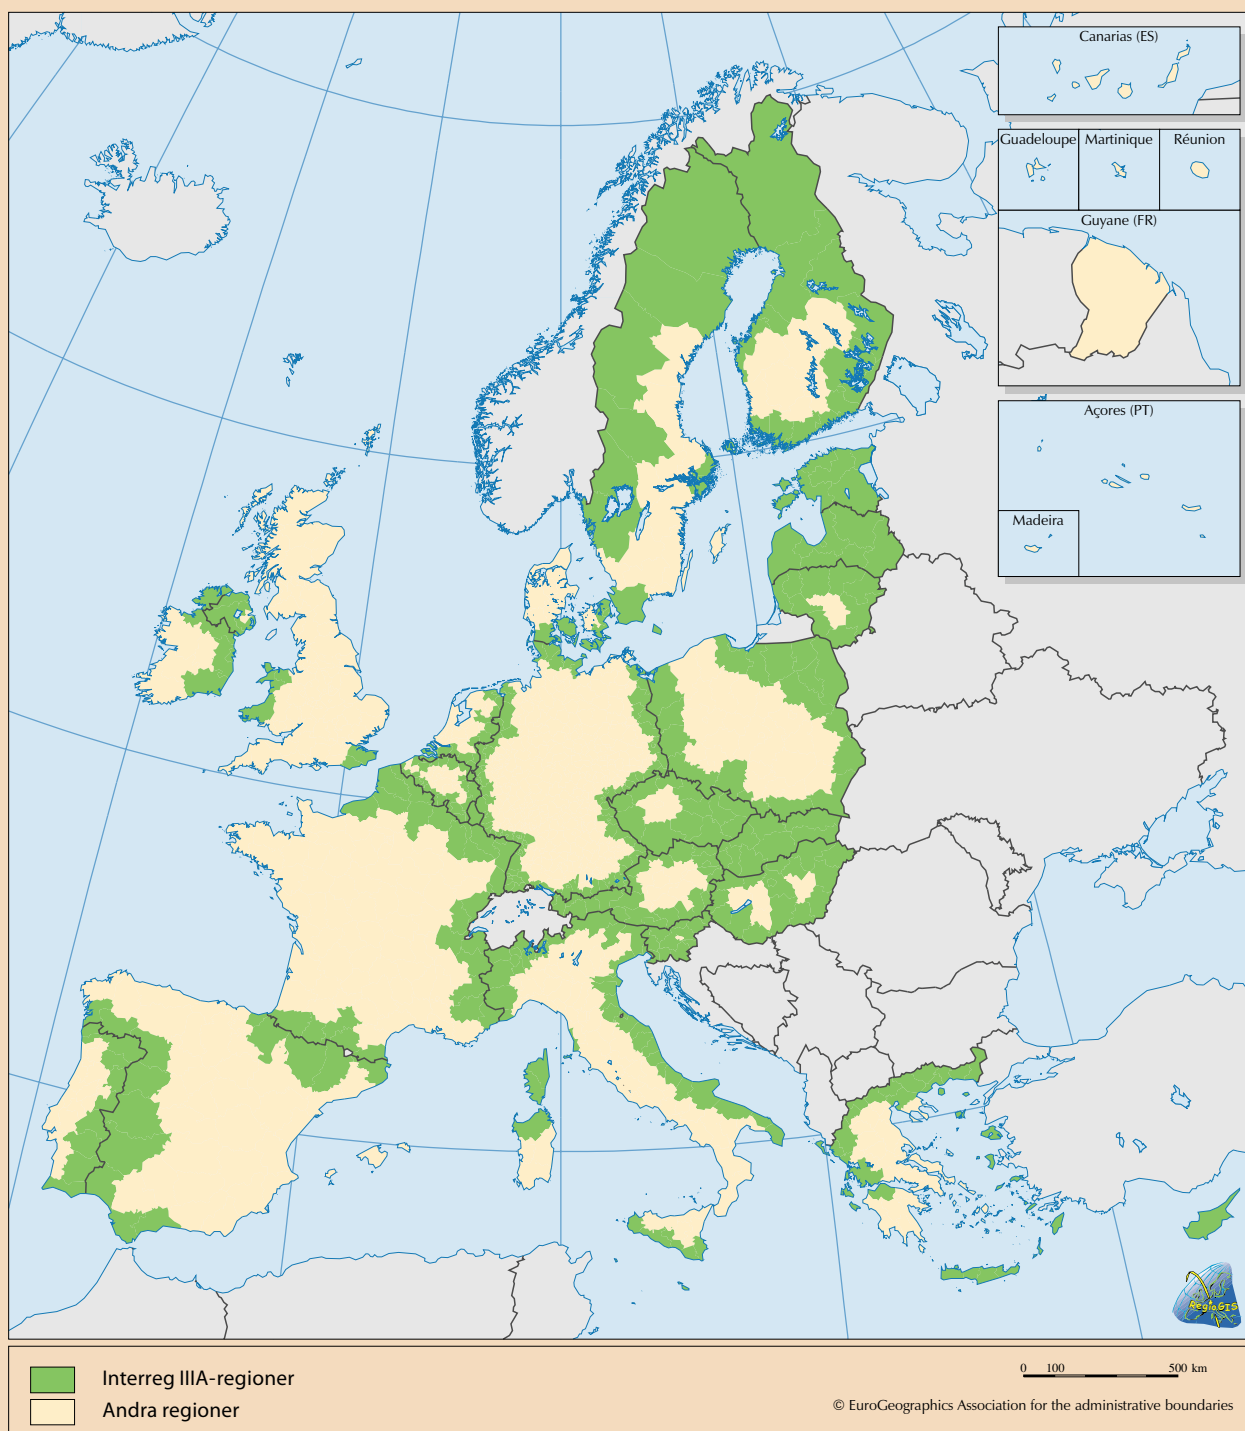 Canarias (ES)
Guadeloupe
Martinique
Réunion
Guyane (FR)
Açores (PT)
Madeira
RegioGIS
Interreg IIIA-regioner
Andra regioner
0 100 500 km
© EuroGeographics Association for the administrative boundaries